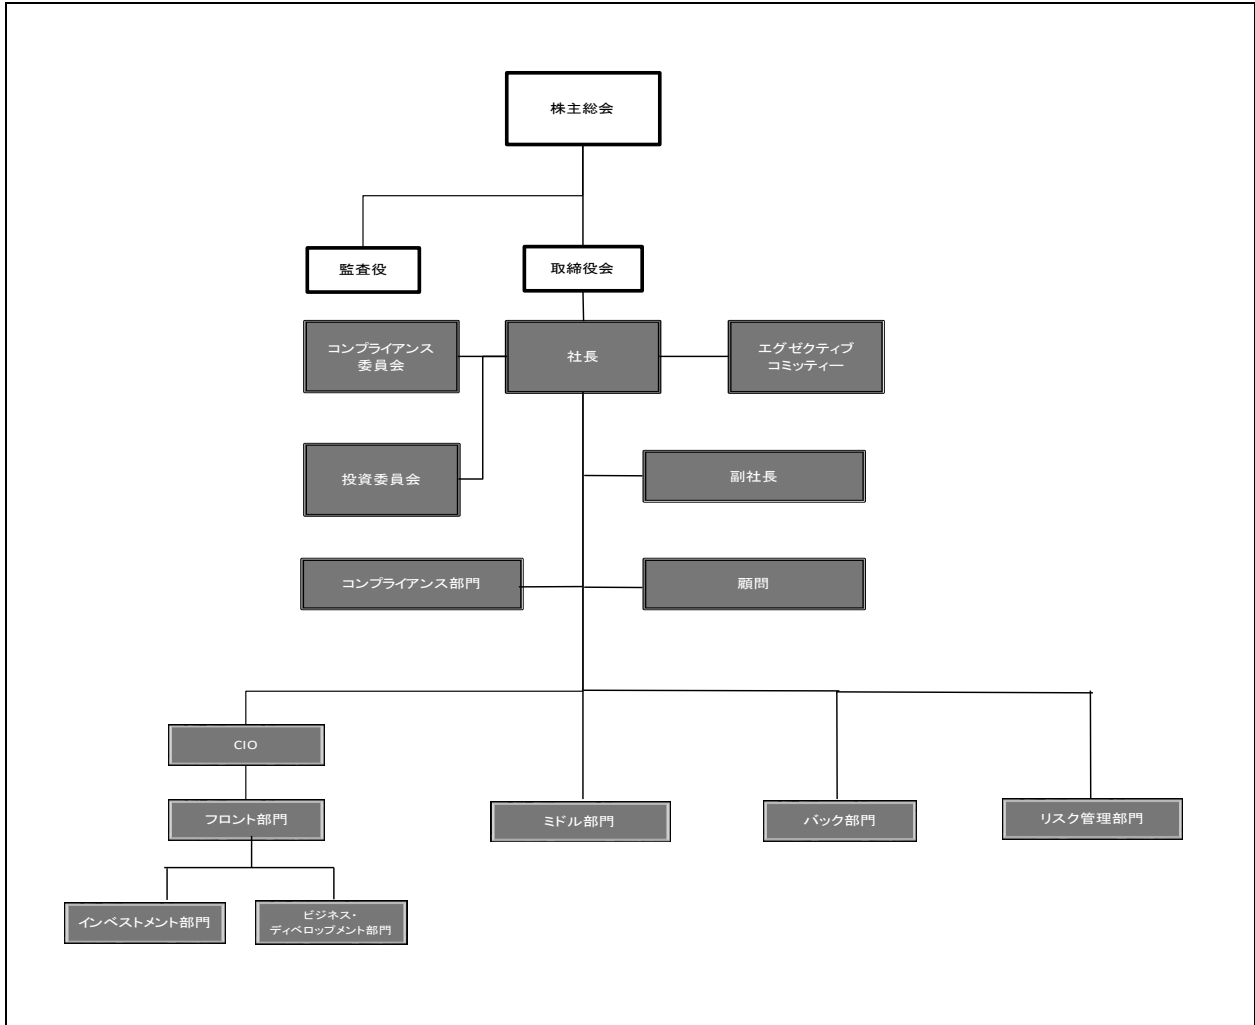 株主総会
監査役
取締役会
コンプライアンス
委員会
社長
エグゼクティブ
コミッティー
投資委員会
副社長
コンプライアンス部門
顧問
CIO
フロント部門
ミドル部門
バック部門
リスク管理部門
インベストメント部門
ビジネス・
ディベロップメント部門